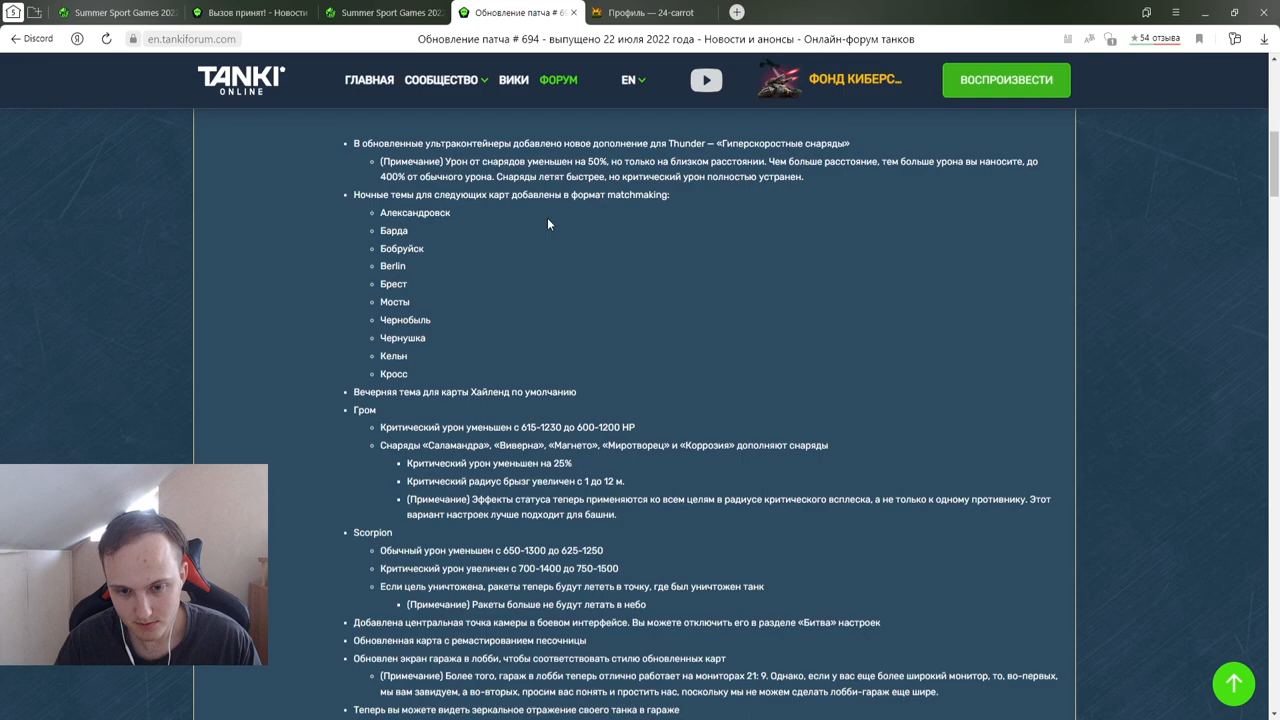 Summer Sport Games 2022
Вызов принят! - Новости
Summer Sport Games 2022
Обновление патча # 69
Профиль — 24-carrot
Discord
en.tankiforum.com
Обновление патча # 694 - выпущено 22 июля 2022 года - Новости и анонсы - Онлайн-форум танков
54 отзыва
TANKI
ONLINE
ГЛАВНАЯ
СООБЩЕСТВО
ВИКИ
ФОРУМ
EN
ФОНД КИБЕРС...
ВОСПРОИЗВЕСТИ
В обновленные ультраконтейнеры добавлено новое дополнение для Thunder — «Гиперскоростные снаряды»
(Примечание) Урон от снарядов уменьшен на 50%, но только на близком расстоянии. Чем больше расстояние, тем больше урона вы наносите, до
400% от обычного урона. Снаряды летят быстрее, но критический урон полностью устранен.
Ночные темы для следующих карт добавлены в формат matchmaking:
Александровск
Барда
Бобруйск
Berlin
Брест
Мосты
Чернобыль
Чернушка
Кельн
Кросс
Вечерняя тема для карты Хайленд по умолчанию
Гром
Критический урон уменьшен с 615-1230 до 600-1200 HP
Снаряды «Саламандра», «Виверна», «Магнето», «Миротворец» и «Коррозия» дополняют снаряды
Критический урон уменьшен на 25%
Критический радиус брызг увеличен с 1 до 12 м.
(Примечание) Эффекты статуса теперь применяются ко всем целям в радиусе критического всплеска, а не только к одному противнику. Этот
вариант настроек лучше подходит для башни.
Scorpion
Обычный урон уменьшен с 650-1300 до 625-1250
Критический урон увеличен с 700-1400 до 750-1500
Если цель уничтожена, ракеты теперь будут лететь в точку, где был уничтожен танк
(Примечание) Ракеты больше не будут летать в небо
Добавлена центральная точка камеры в боевом интерфейсе. Вы можете отключить его в разделе «Битва» настроек
Обновленная карта с ремастированием песочницы
Обновлен экран гаража в лобби, чтобы соответствовать стилю обновленных карт
(Примечание) Более того, гараж в лобби теперь отлично работает на мониторах 21: 9. Однако, если у вас еще более широкий монитор, то, во-первых,
мы вам завидуем, а во-вторых, просим вас понять и простить нас, поскольку мы не можем сделать лобби-гараж еще шире.
Теперь вы можете видеть зеркальное отражение своего танка в гараже